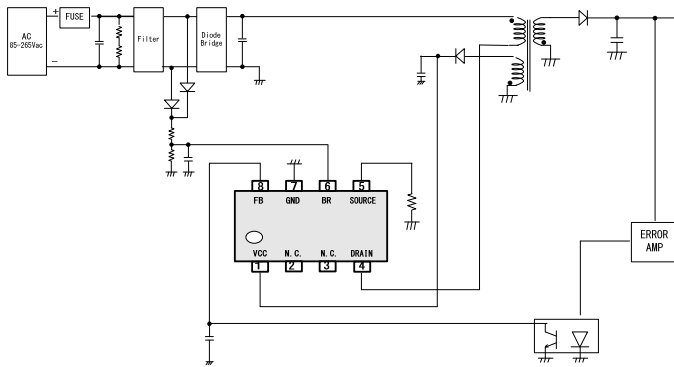 AC
85-265Vac
+
−
FUSE
Filter
Diode
Bridge
8
7
6
5
FB
GND
BR
SOURCE
VCC
N.C.
N.C.
DRAIN
1
2
3
4
ERROR
AMP